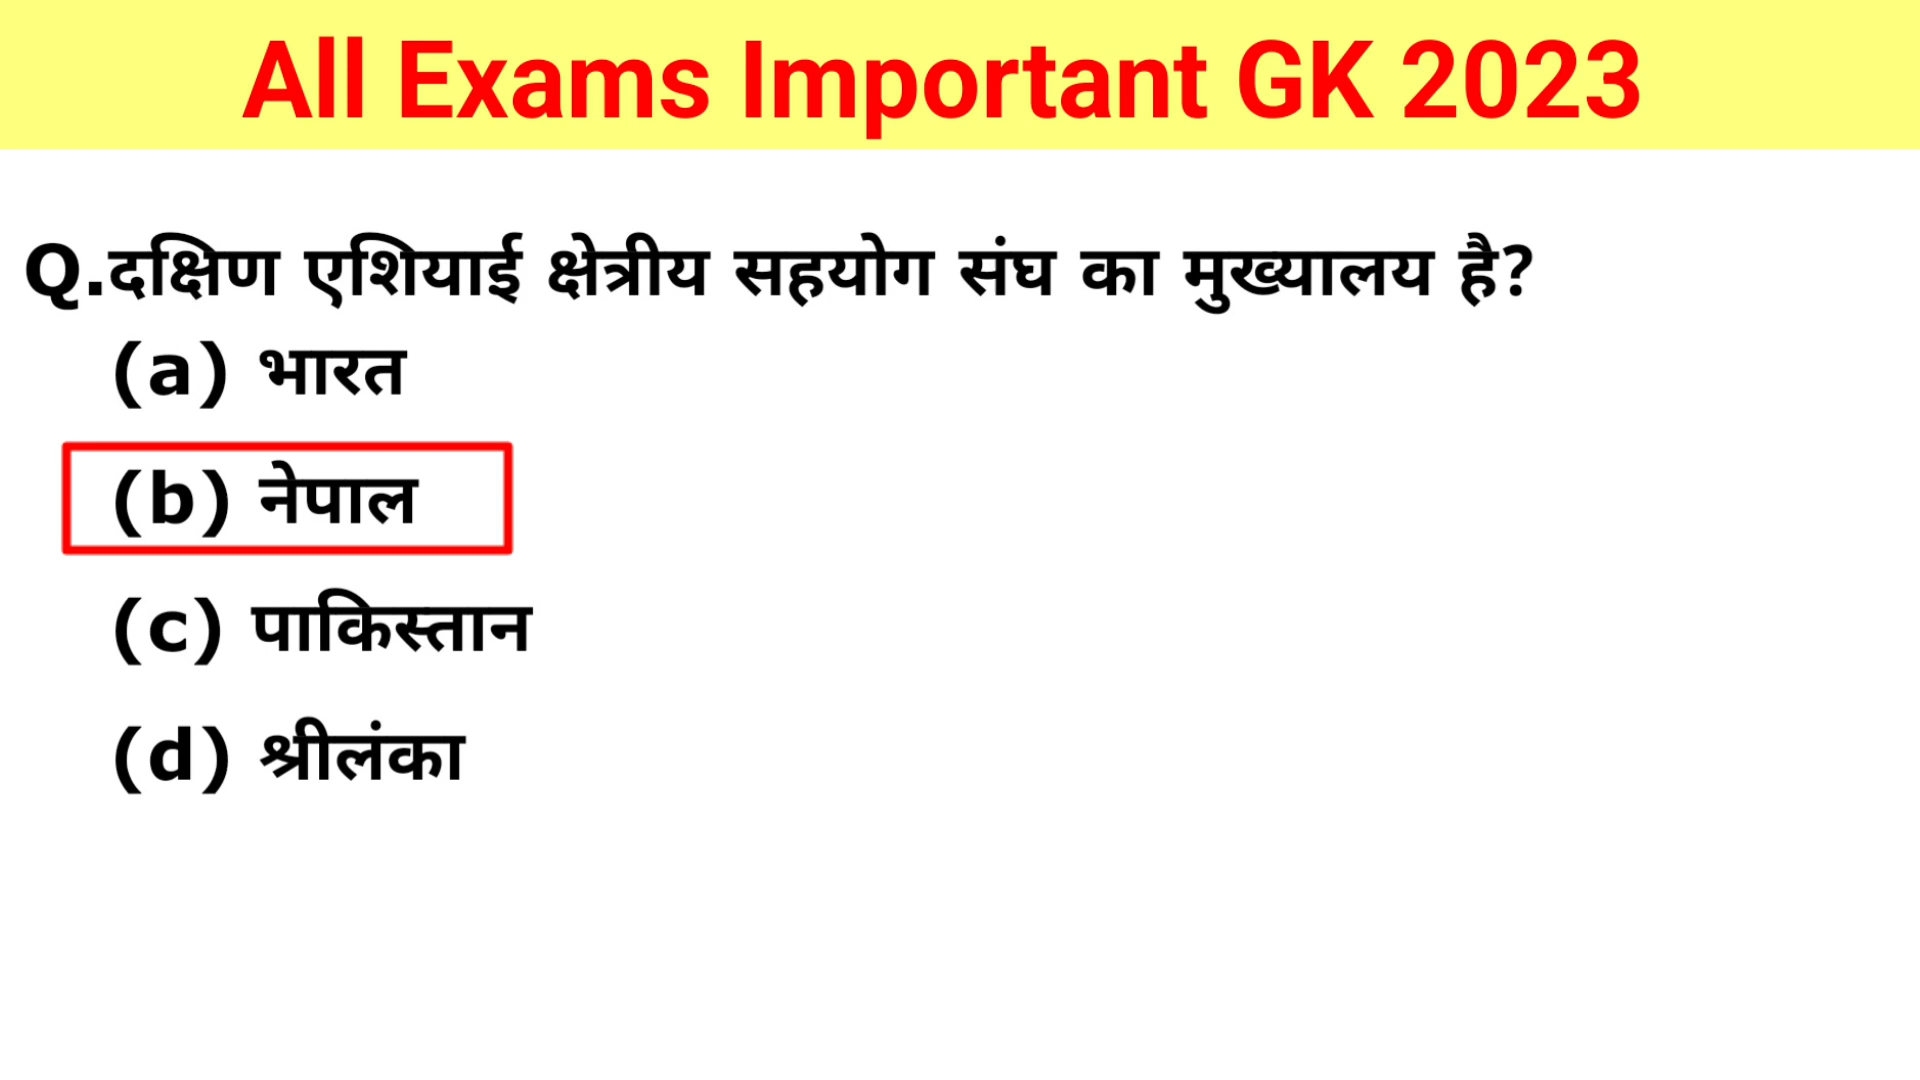 All Exams Important GK 2023
Q.दक्षिण एशियाई क्षेत्रीय सहयोग संघ का मुख्यालय है?
(a) भारत
(b) नेपाल
(c) पाकिस्तान
(d) श्रीलंका